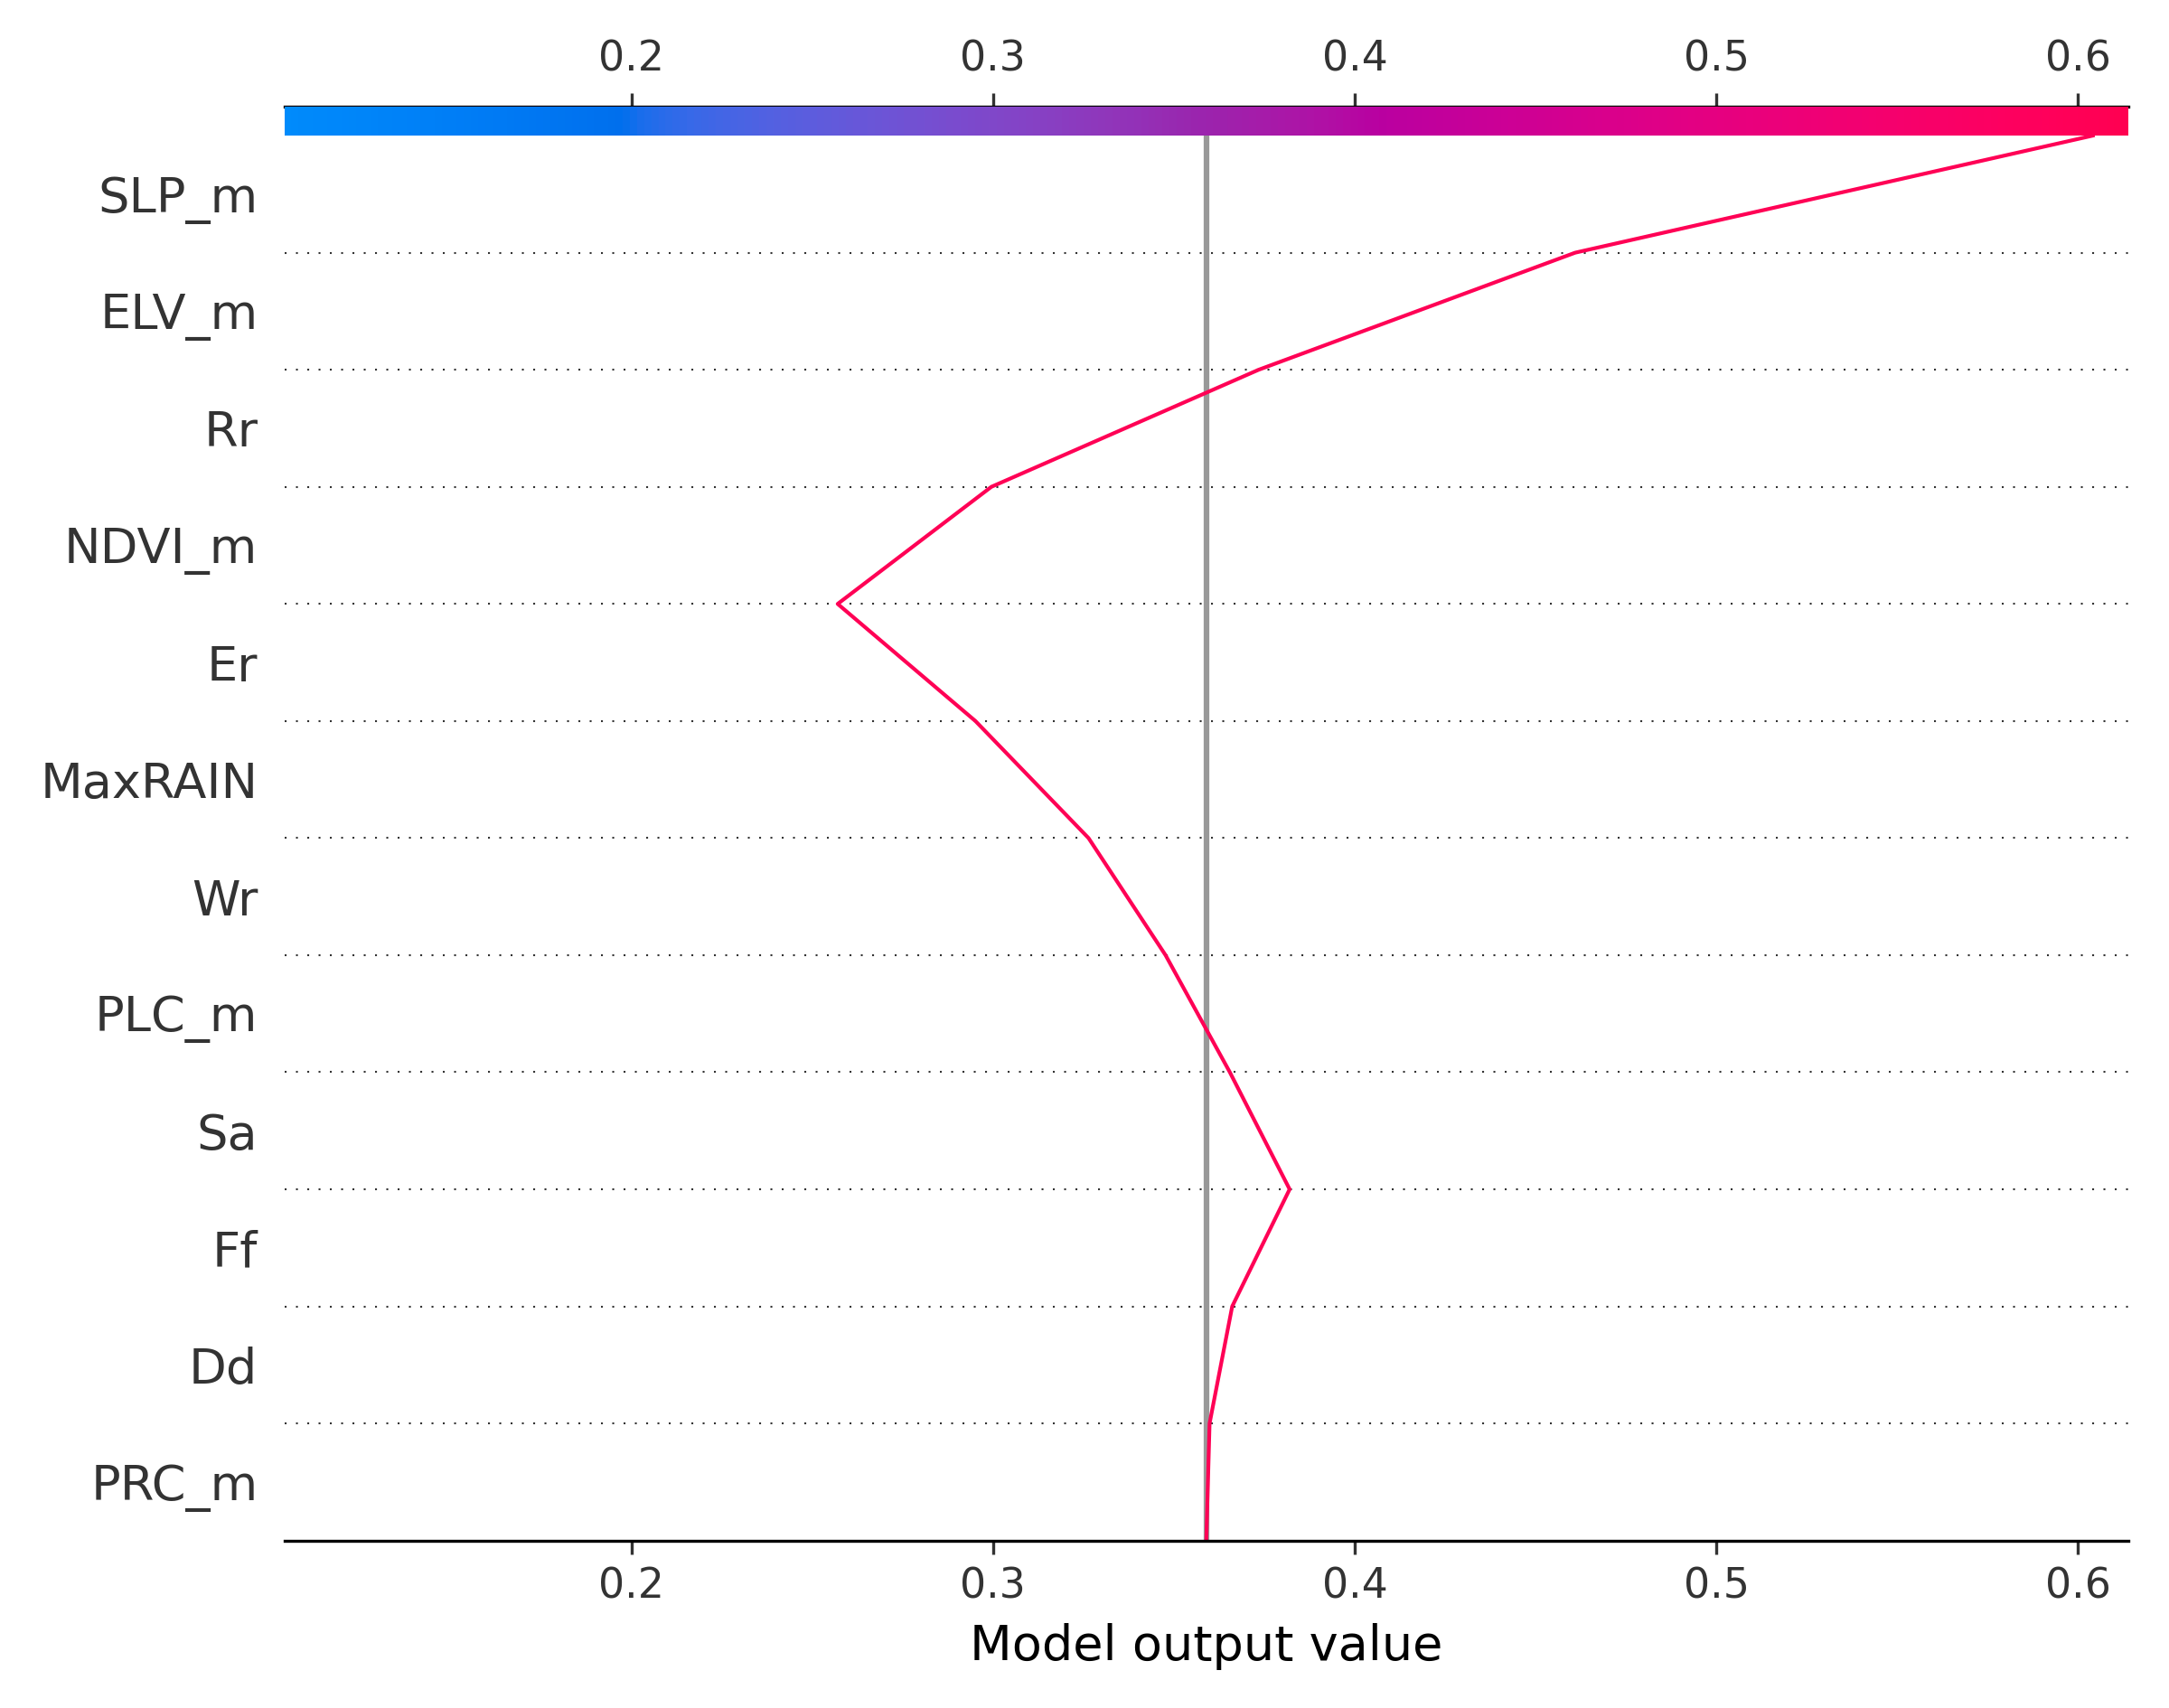 0.2 0.3 0.4 0.5 0.6
SLP_m
ELV_m
Rr
NDVI_m
Er
MaxRAIN
Wr
PLC_m
Sa
Ff
Dd
PRC_m
0.2 0.3 0.4 0.5 0.6
Model output value